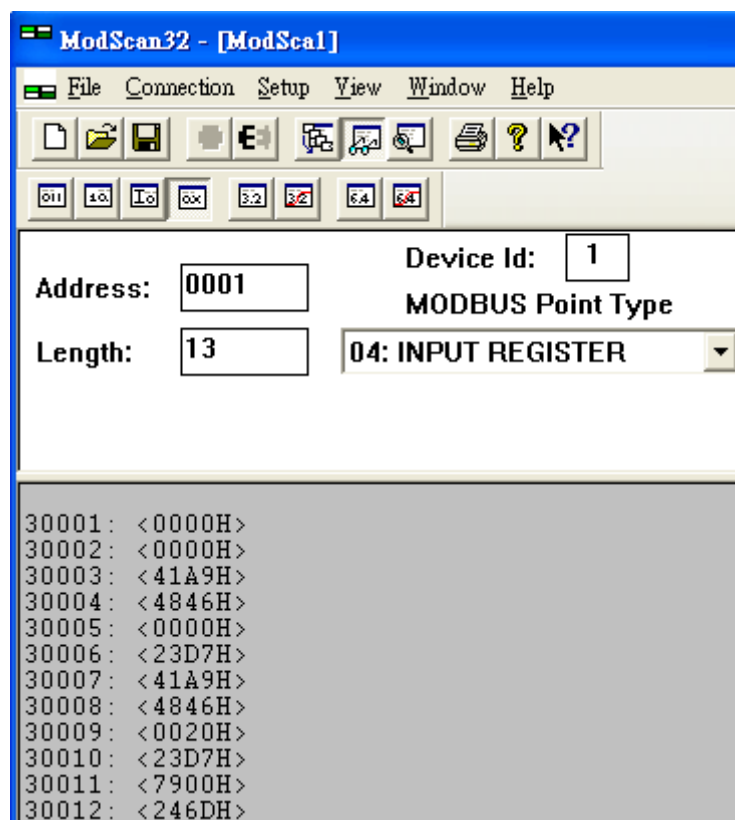 ModScan32 - [ModSca1]
File Connection Setup View Window Help
Device Id: 1
Address: 0001
MODBUS Point Type
Length: 13
04: INPUT REGISTER
30001: <0000H>
30002: <0000H>
30003: <41A9H>
30004: <4846H>
30005: <0000H>
30006: <23D7H>
30007: <41A9H>
30008: <4846H>
30009: <0020H>
30010: <23D7H>
30011: <7900H>
30012: <246DH>